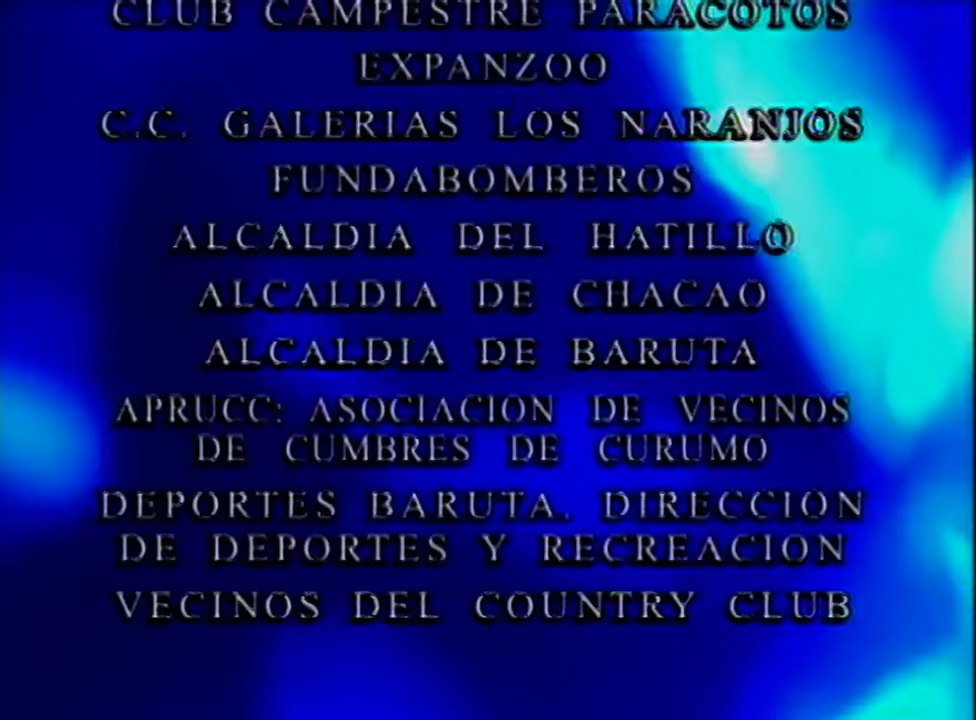 CLUB CAMPESTRE PARACOTOS
EXPANZOO
C.C. GALERIAS LOS NARANJOS
FUNDABOMBEROS
ALCALDIA DEL HATILLO
ALCALDIA DE CHACAO
ALCALDIA DE BARUTA
APRUCC: ASOCIACION DE VECINOS
DE CUMBRES DE CURUMO
DEPORTES BARUTA. DIRECCION
DE DEPORTES Y RECREACION
VECINOS DEL COUNTRY CLUB